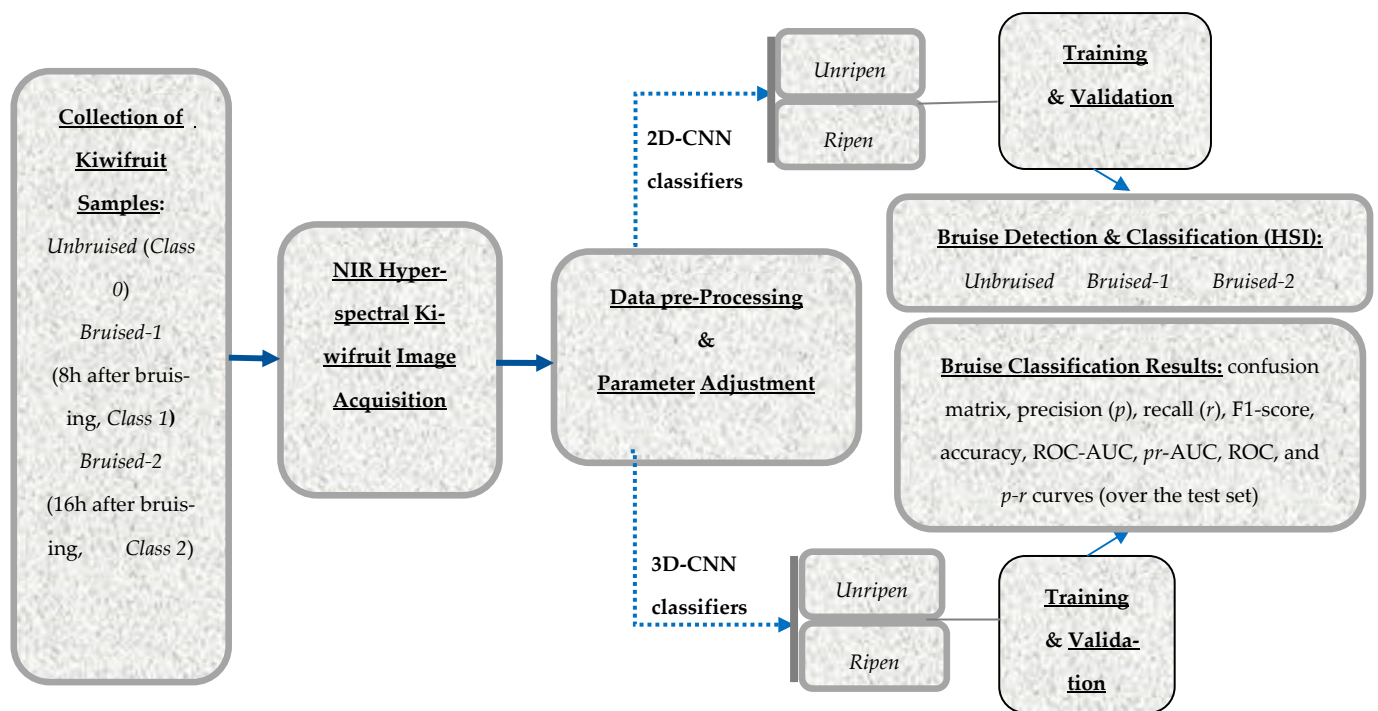 Collection of
Kiwifruit
Samples:
Unbruised (Class
0)
Bruised-1
(8h after bruis-
ing, Class 1)
Bruised-2
(16h after bruis-
ing, Class 2)
NIR Hyper-
spectral Ki-
wifruit Image
Acquisition
Data pre-Processing
&
Parameter Adjustment
2D-CNN
classifiers
Unripen
Ripen
Training
& Validation
Bruise Detection & Classification (HSI):
Unbruised Bruised-1 Bruised-2
Bruise Classification Results: confusion
matrix, precision (p), recall (r), F1-score,
accuracy, ROC-AUC, pr-AUC, ROC, and
p-r curves (over the test set)
3D-CNN
classifiers
Unripen
Ripen
Training
& Valida-
tion